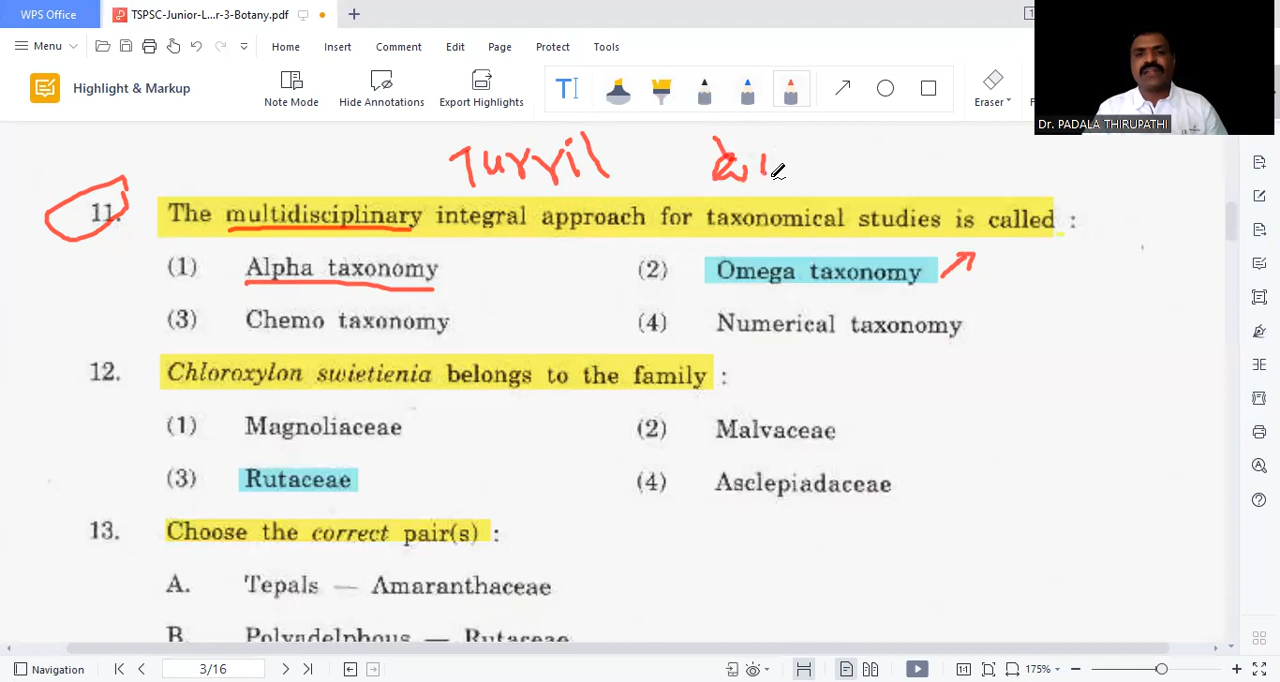 WPS Office
TSPSC-Junior-L...r-3-Botany.pdf
Menu
Home
Insert
Comment
Edit
Page
Protect
Tools
Highlight & Markup
Note Mode
Hide Annotations
Export Highlights
Eraser
Dr. PADALA THIRUPATHI
Turril
11. The multidisciplinary integral approach for taxonomical studies is called :
(1) Alpha taxonomy (2) Omega taxonomy
(3) Chemo taxonomy (4) Numerical taxonomy
12. Chloroxylon swietienia belongs to the family :
(1) Magnoliaceae (2) Malvaceae
(3) Rutaceae (4) Asclepiadaceae
13. Choose the correct pair(s) :
A. Tepals — Amaranthaceae
B. Polyadelphous — Rutaceae
Navigation
3/16
175%